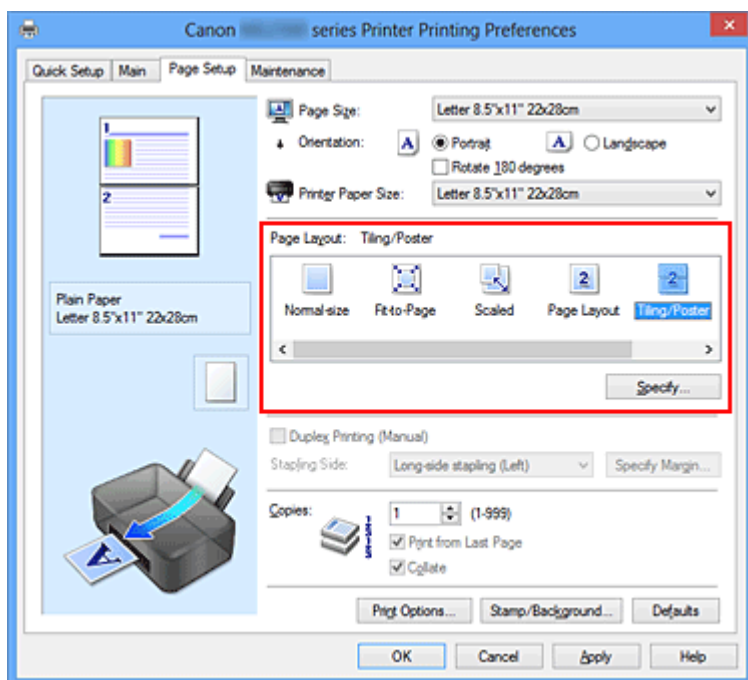 Canon series Printer Printing Preferences
Quick Setup Main Page Setup Maintenance
1
2
Plain Paper
Letter 8.5"x11" 22x28cm
A
Page Size: Letter 8.5"x11" 22x28cm
Orientation: A Portrait A Landscape
Rotate 180 degrees
Printer Paper Size: Letter 8.5"x11" 22x28cm
Page Layout: Tiling/Poster
2 2
Normal-size Fit-to-Page Scaled Page Layout Tiling/Poster
Specify...
Duplex Printing (Manual)
Stapling Side: Long-side stapling (Left) Specify Margin...
Copies: 1 (1-999)
Print from Last Page
Collate
Print Options... Stamp/Background... Defaults
OK Cancel Apply Help